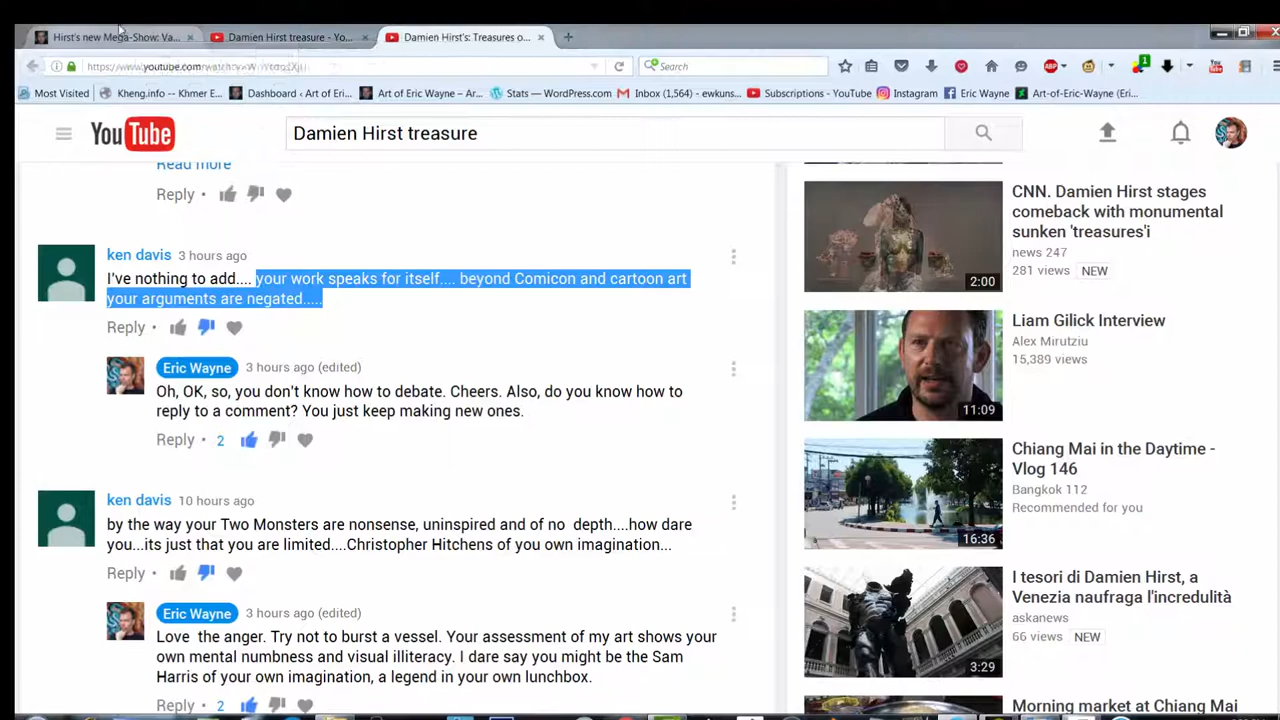 Hirst's new Mega-Show: Va...
Damien Hirst treasure - Yo...
Damien Hirst's: Treasures o...
youtube.com
Search
1
Most Visited
Kheng.info -- Khmer E...
Dashboard ‹ Art of Eri...
Art of Eric Wayne – Ar...
Stats — WordPress.com
Inbox (1,564) - ewkuns...
Subscriptions - YouTube
Instagram
Eric Wayne
Art-of-Eric-Wayne (Eri...
YouTube
Damien Hirst treasure
Read more
Reply •
ken davis 3 hours ago
I've nothing to add.... your work speaks for itself.... beyond Comicon and cartoon art
your arguments are negated.....
Reply •
Eric Wayne 3 hours ago (edited)
Oh, OK, so, you don't know how to debate. Cheers. Also, do you know how to
reply to a comment? You just keep making new ones.
Reply • 2
ken davis 10 hours ago
by the way your Two Monsters are nonsense, uninspired and of no depth....how dare
you...its just that you are limited....Christopher Hitchens of you own imagination...
Reply •
Eric Wayne 3 hours ago (edited)
Love the anger. Try not to burst a vessel. Your assessment of my art shows your
own mental numbness and visual illiteracy. I dare say you might be the Sam
Harris of your own imagination, a legend in your own lunchbox.
Reply • 2
CNN. Damien Hirst stages
comeback with monumental
sunken 'treasures'i
news 247
281 views NEW
2:00
Liam Gilick Interview
Alex Mirutziu
15,389 views
11:09
Chiang Mai in the Daytime -
Vlog 146
Bangkok 112
Recommended for you
16:36
I tesori di Damien Hirst, a
Venezia naufraga l'incredulità
askanews
66 views NEW
3:29
Morning market at Chiang Mai